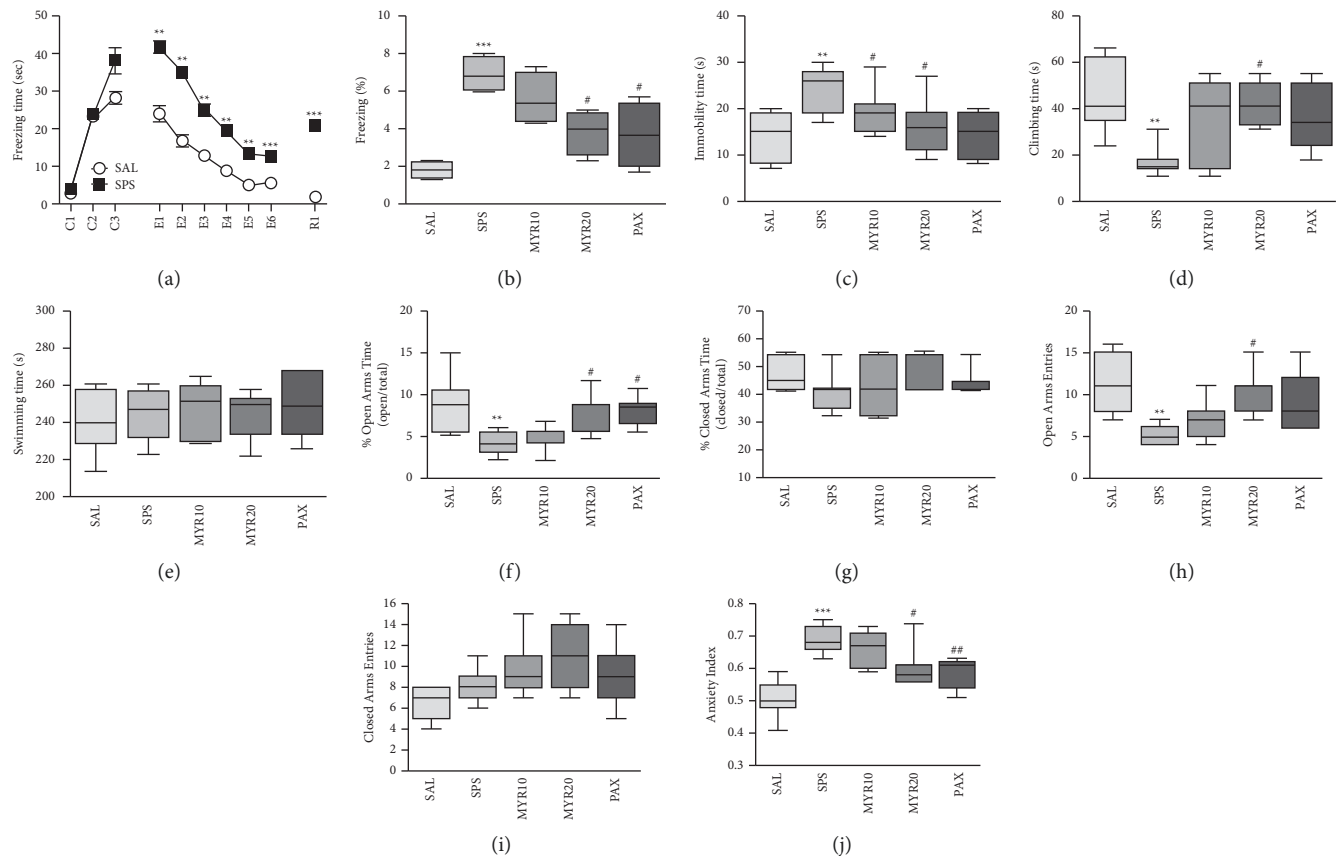 Freezing time (sec)
50
40
30
20
10
0
** ** ** ** ** *** ***
SAL
SPS
C1 C2 C3 E1 E2 E3 E4 E5 E6 R1
(a)
Freezing (%)
10
8
6
4
2
0
*** # #
SAL SPS MYR10 MYR20 PAX
(b)
Immobility time (s)
40
30
20
10
0
** # #
SAL SPS MYR10 MYR20 PAX
(c)
Climbing time (s)
80
60
40
20
0
** #
SAL SPS MYR10 MYR20 PAX
(d)
Swimming time (s)
300
280
260
240
220
200
SAL SPS MYR10 MYR20 PAX
(e)
% Open Arms Time
(open/total)
20
15
10
5
0
** # #
SAL SPS MYR10 MYR20 PAX
(f)
% Closed Arms Time
(closed/total)
70
60
50
40
30
20
10
SAL SPS MYR10 MYR20 PAX
(g)
Open Arms Entries
20
15
10
5
0
** #
SAL SPS MYR10 MYR20 PAX
(h)
Closed Arms Entries
16
14
12
10
8
6
4
2
0
SAL SPS MYR10 MYR20 PAX
(i)
Anxiety Index
0.8
0.7
0.6
0.5
0.4
0.3
*** # ##
SAL SPS MYR10 MYR20 PAX
(j)